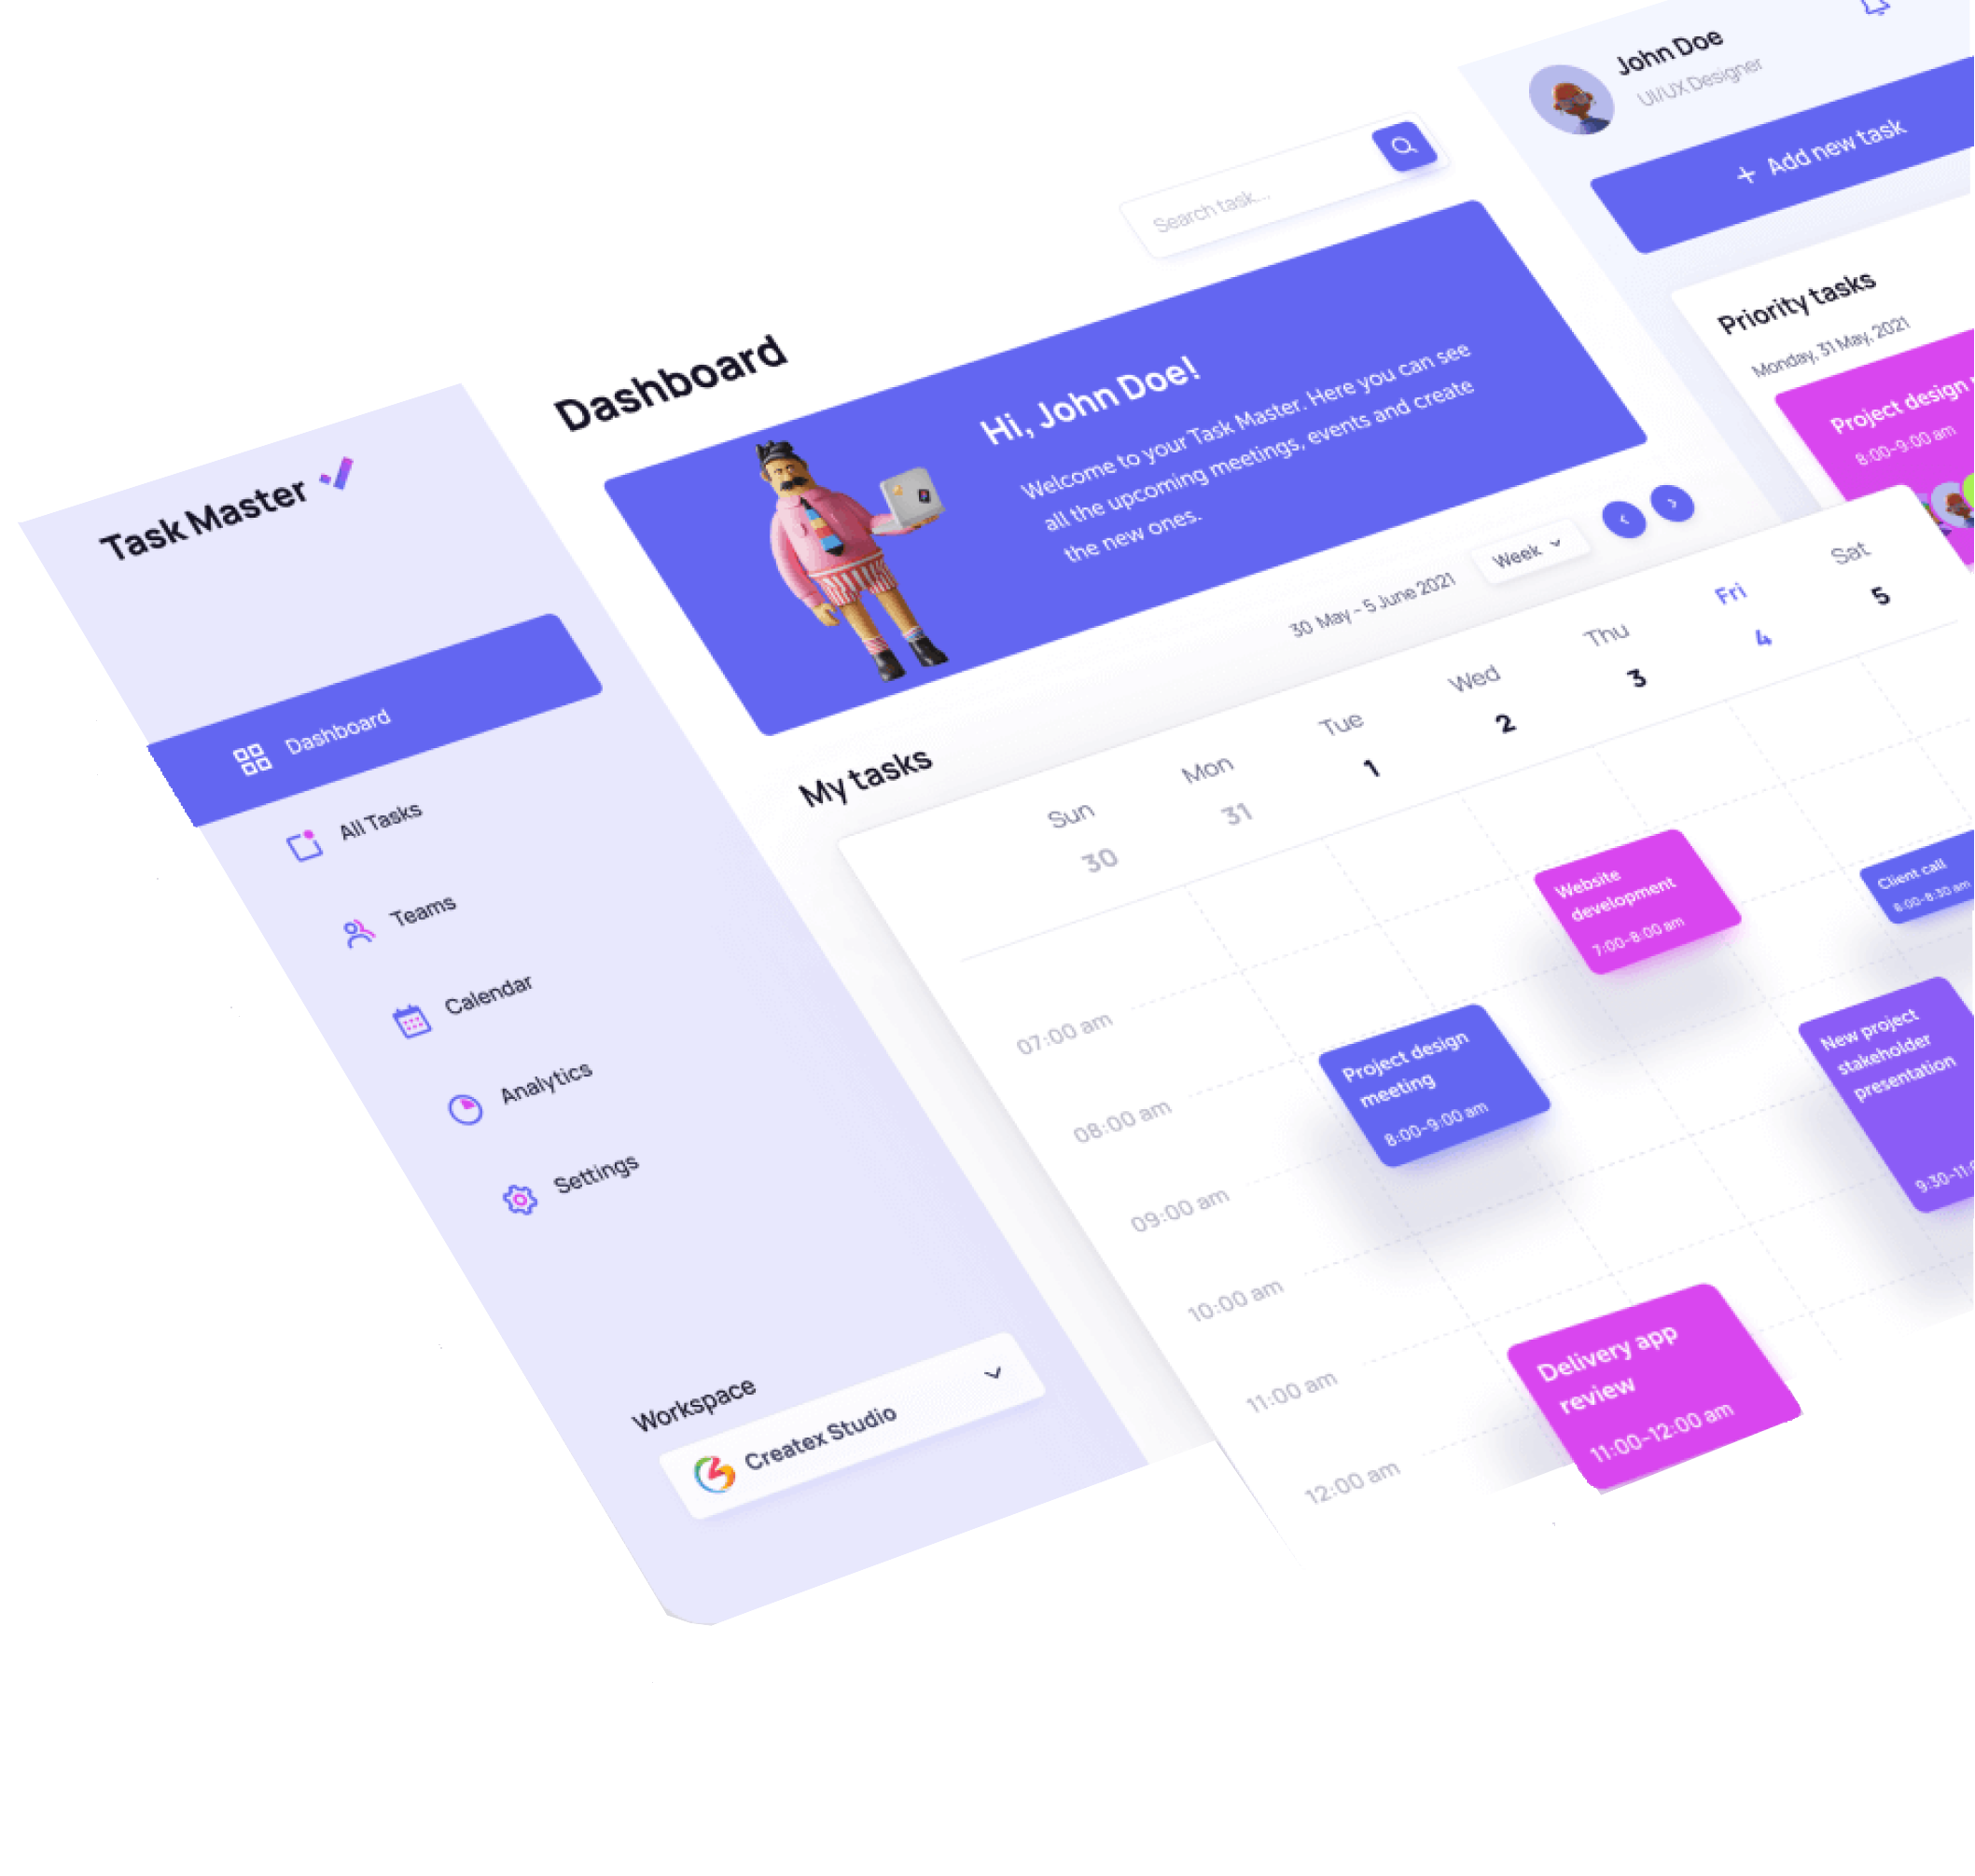 Task Master
Dashboard
All Tasks
Teams
Calendar
Analytics
Settings
Workspace
Createx Studio
Dashboard
Search task...
Hi, John Doe!
Welcome to your Task Master. Here you can see
all the upcoming meetings, events and create
the new ones.
My tasks
30 May – 5 June 2021
Week
Sun
Mon
Tue
Wed
Thu
Fri
Sat
30
31
1
2
3
4
5
07:00 am
08:00 am
09:00 am
10:00 am
11:00 am
12:00 am
Website
development
7:00–8:00 am
Project design
meeting
8:00–9:00 am
Delivery app
review
11:00–12:00 am
Client call
8:00–8:30 am
New project
stakeholder
presentation
9:30–11:
John Doe
UI/UX Designer
+ Add new task
Priority tasks
Monday, 31 May, 2021
Project design
8:00–9:00 am